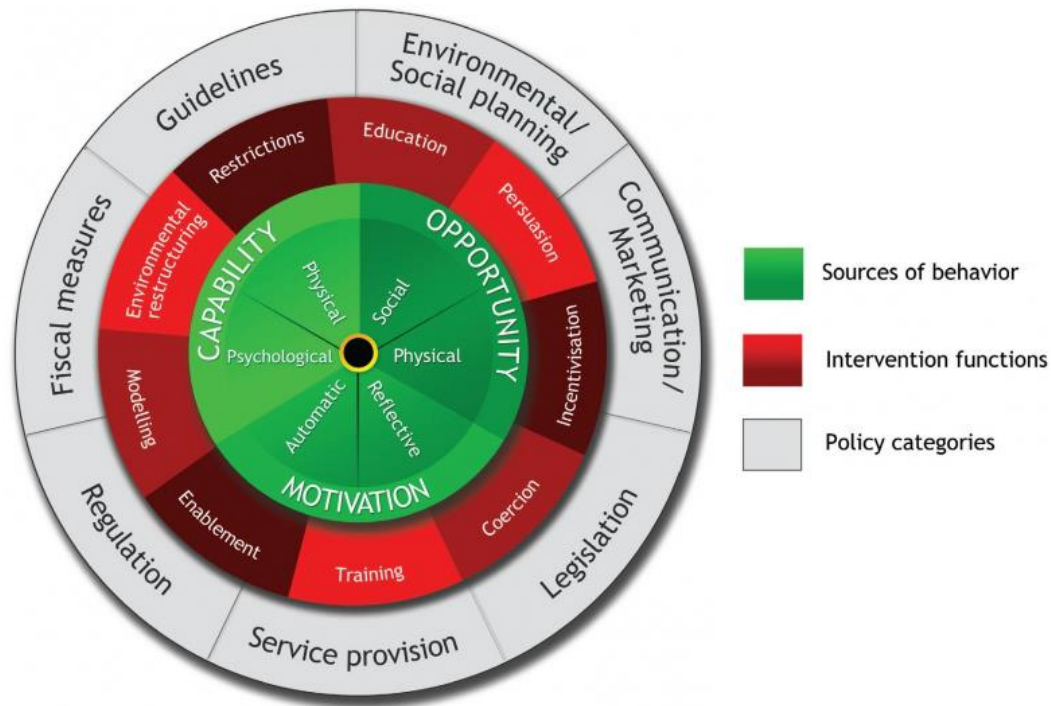 Guidelines
Environmental/
Social planning
Communication/
Marketing
Legislation
Service provision
Regulation
Fiscal measures
Restrictions
Education
Persuasion
Incentivisation
Coercion
Training
Enablement
Modelling
Environmental
restructuring
CAPABILITY
OPPORTUNITY
MOTIVATION
Physical
Social
Physical
Reflective
Automatic
Psychological
Sources of behavior
Intervention functions
Policy categories